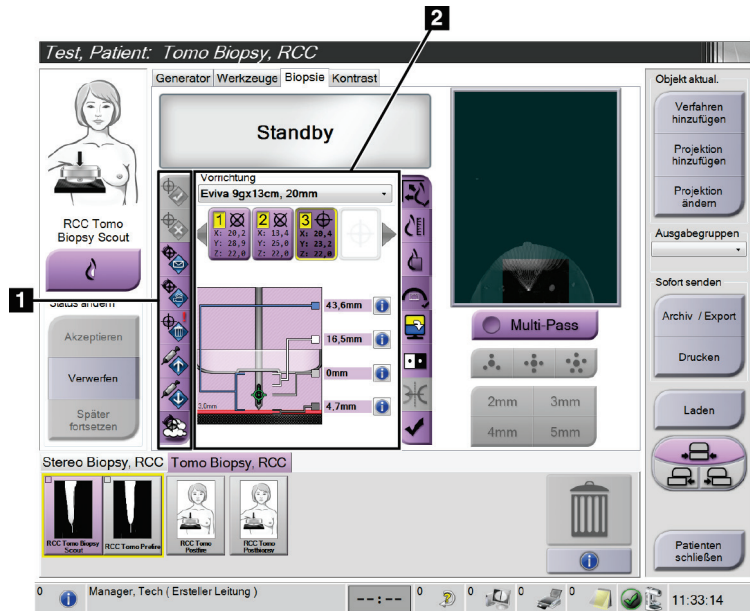 2
Test, Patient: Tomo Biopsy, RCC
Generator Werkzeuge Biopsie Kontrast
Standby
RCC Tomo
Biopsy Scout
1
Status ändern
Akzeptieren
Verwerfen
Später
fortsetzen
Vorrichtung
Eviva 9gx13cm, 20mm
1
X: 20,2
Y: 28,9
Z: 22,0
2
X: 13,4
Y: 25,0
Z: 22,0
3
X: 20,4
Y: 23,2
Z: 22,0
43,6mm
16,5mm
0mm
4,7mm
3,0mm
Multi-Pass
2mm 3mm
4mm 5mm
Objekt aktual.
Verfahren
hinzufügen
Projektion
hinzufügen
Projektion
ändern
Ausgabegruppen
Sofort senden
Archiv / Export
Drucken
Laden
Patienten
schließen
Stereo Biopsy, RCC Tomo Biopsy, RCC
RCC Tomo Biopsy
Scout
RCC Tomo Prefire
RCC Tomo
Postfire
RCC Tomo
Postbiopsy
0 Manager, Tech ( Ersteller Leitung ) --:-- 0 0 0 0 11:33:14